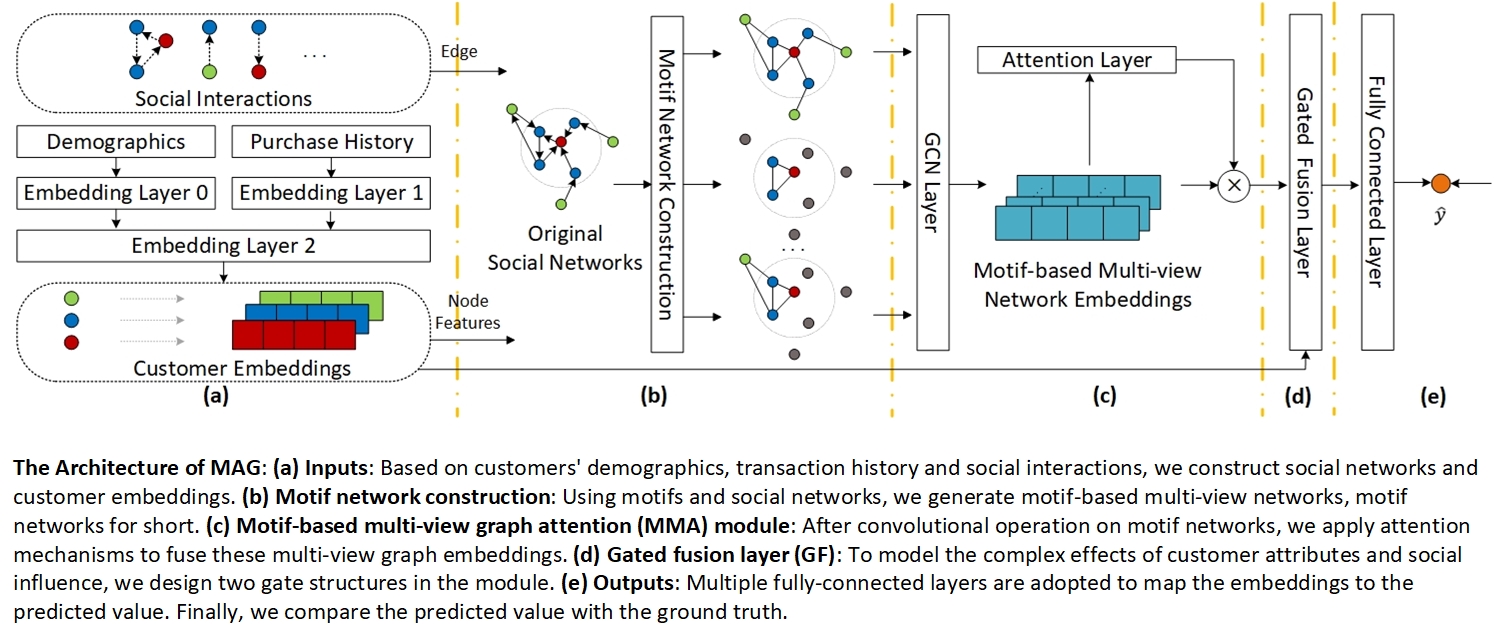 Social Interactions
Demographics
Purchase History
Embedding Layer 0
Embedding Layer 1
Embedding Layer 2
Customer Embeddings
(a)
Edge
Node
Features
Original
Social Networks
Motif Network Construction
...
(b)
GCN Layer
Attention Layer
Motif-based Multi-view
Network Embeddings
(c)
Gated Fusion Layer
(d)
Fully Connected Layer
ŷ
(e)
The Architecture of MAG: (a) Inputs: Based on customers' demographics, transaction history and social interactions, we construct social networks and
customer embeddings. (b) Motif network construction: Using motifs and social networks, we generate motif-based multi-view networks, motif
networks for short. (c) Motif-based multi-view graph attention (MMA) module: After convolutional operation on motif networks, we apply attention
mechanisms to fuse these multi-view graph embeddings. (d) Gated fusion layer (GF): To model the complex effects of customer attributes and social
influence, we design two gate structures in the module. (e) Outputs: Multiple fully-connected layers are adopted to map the embeddings to the
predicted value. Finally, we compare the predicted value with the ground truth.